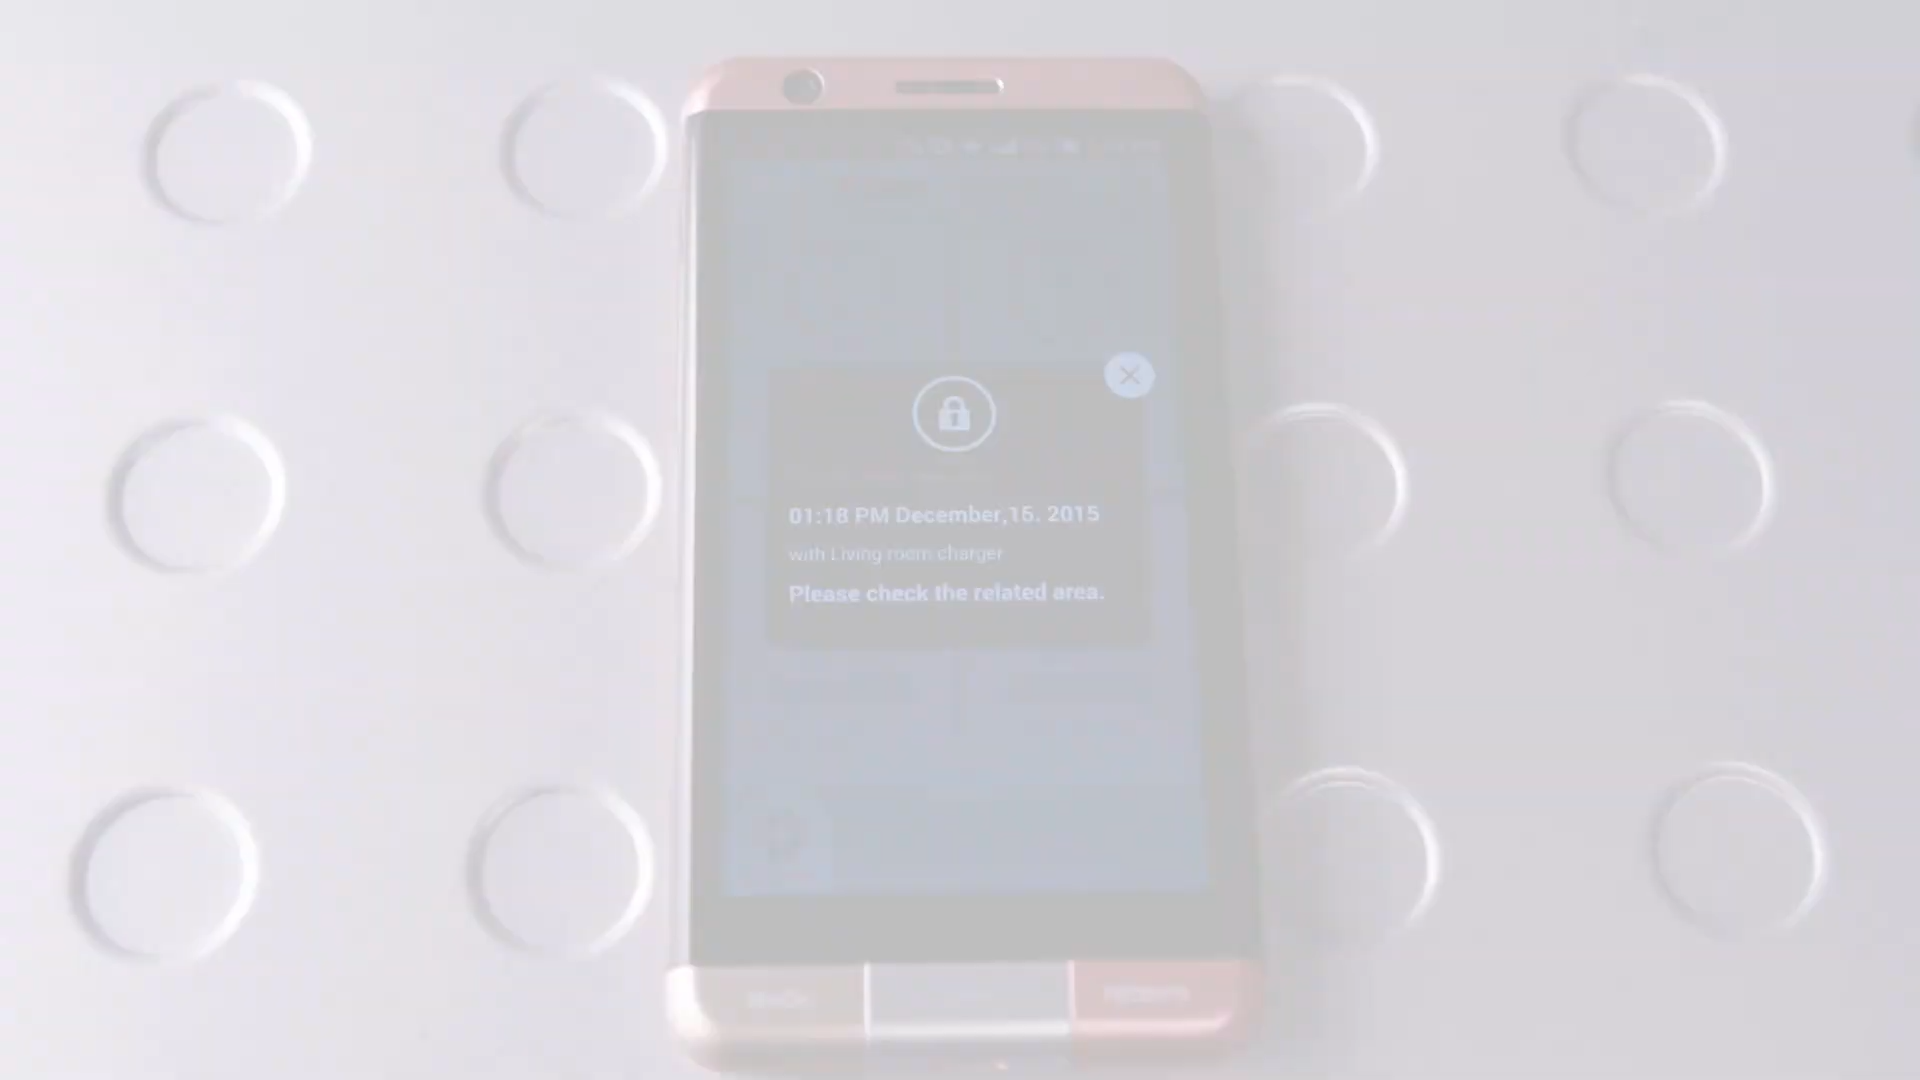 01:18 PM December,15. 2015
with Living room charger
Please check the related area.